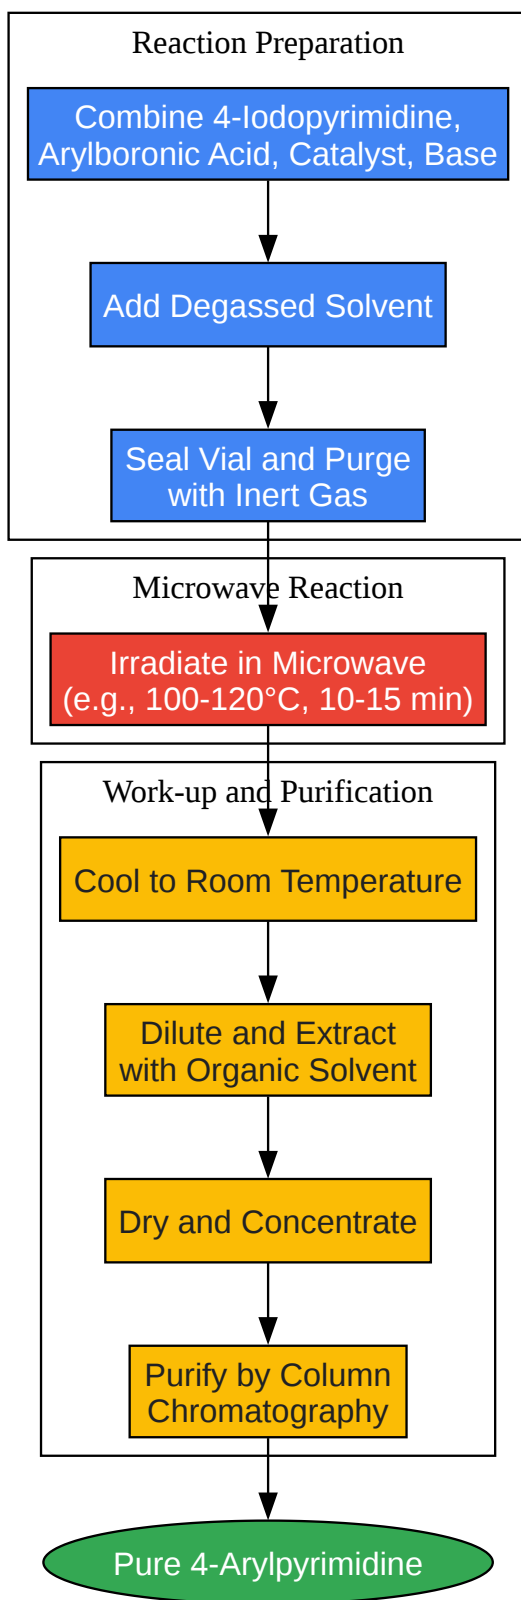 Reaction Preparation
Combine 4-Iodopyrimidine,
Arylboronic Acid, Catalyst, Base
Add Degassed Solvent
Seal Vial and Purge
with Inert Gas
Microwave Reaction
Irradiate in Microwave
(e.g., 100-120°C, 10-15 min)
Work-up and Purification
Cool to Room Temperature
Dilute and Extract
with Organic Solvent
Dry and Concentrate
Purify by Column
Chromatography
Pure 4-Arylpyrimidine